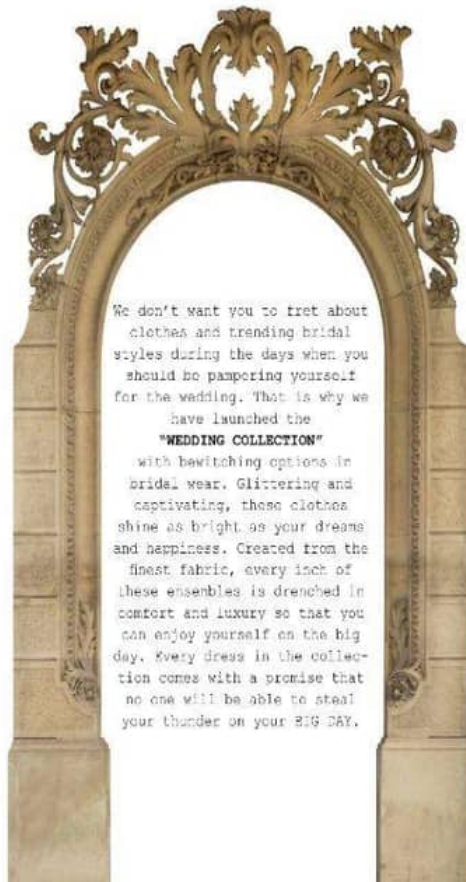 We don't want you to fret about
clothes and trending bridal
styles during the days when you
should be pampering yourself
for the wedding. That is why we
have launched the
"WEDDING COLLECTION"
with bewitching options in
bridal wear. Glittering and
captivating, these clothes
shine as bright as your dreams
and happiness. Created from the
finest fabric, every inch of
these ensembles is drenched in
comfort and luxury so that you
can enjoy yourself on the big
day. Every dress in the collec-
tion comes with a promise that
no one will be able to steal
your thunder on your BIG DAY.